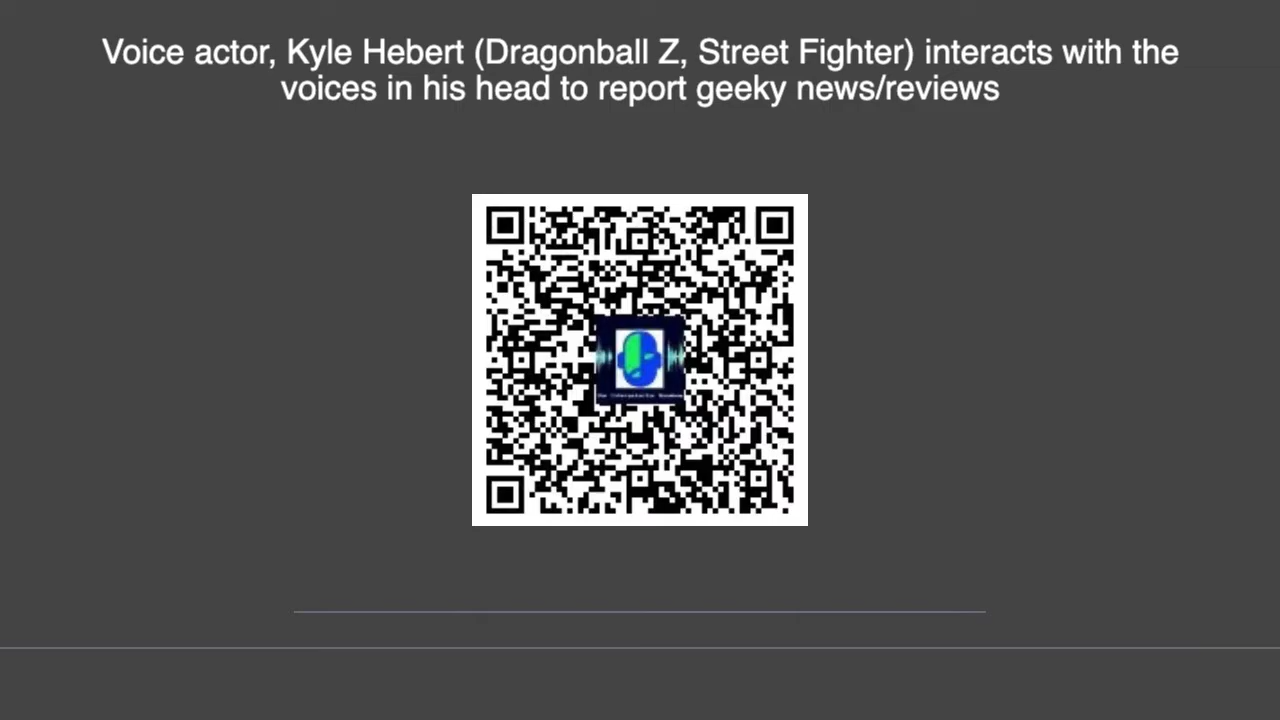 Voice actor, Kyle Hebert (Dragonball Z, Street Fighter) interacts with the
voices in his head to report geeky news/reviews